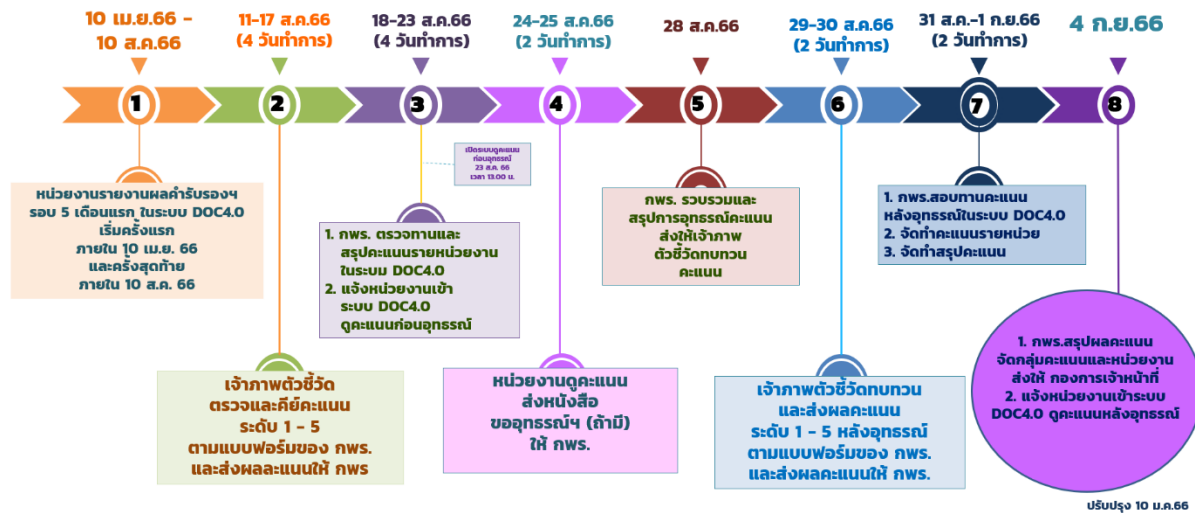 10 เม.ย.66 -
10 ส.ค.66
11-17 ส.ค.66
(4 วันทำการ)
18-23 ส.ค.66
(4 วันทำการ)
24-25 ส.ค.66
(2 วันทำการ)
28 ส.ค.66
29-30 ส.ค.66
(2 วันทำการ)
31 ส.ค.-1 ก.ย.66
(2 วันทำการ)
4 ก.ย.66
1
2
3
4
5
6
7
8
หน่วยงานรายงานผลคำรับรองฯ
รอบ 5 เดือนแรก ในระบบ DOC4.0
เริ่มครั้งแรก
ภายใน 10 เม.ย. 66
และครั้งสุดท้าย
ภายใน 10 ส.ค. 66
เจ้าภาพตัวชี้วัด
ตรวจและคีย์คะแนน
ระดับ 1 - 5
ตามแบบฟอร์มของ กพร.
และส่งผลละแนนให้ กพร
เปิดระบบดูคะแนน
ก่อนอุทธรณ์
23 ส.ค. 66
เวลา 13.00 น.
1. กพร. ตรวจทานและ
สรุปคะแนนรายหน่วยงาน
ในระบม DOC4.0
2. แจ้งหน่วยงานเข้า
ระบบ DOC4.0
ดูคะแนนก่อนอุทธรณ์
หน่วยงานดูคะแนน
ส่งหนังสือ
ขออุทธรณ์ฯ (ถ้ามี)
ให้ กพร.
กพร. รวบรวมและ
สรุปการอุทธรณ์คะแนน
ส่งให้เจ้าภาพ
ตัวชี้วัดทบทวน
คะแนน
เจ้าภาพตัวชี้วัดทบทวน
และส่งผลคะแนน
ระดับ 1 - 5 หลังอุทธรณ์
ตามแบบฟอร์มของ กพร.
และส่งผลคะแนนให้ กพร.
1. กพร.สอบทานคะแนน
หลังอุทธรณ์ในระบบ DOC4.0
2. จัดทำคะแนนรายหน่วย
3. จัดทำสรุปคะแนน
1. กพร.สรุปผลคะแนน
จัดกลุ่มคะแนนและหน่วยงาน
ส่งให้ กองการเจ้าหน้าที่
2. แจ้งหน่วยงานเข้าระบบ
DOC4.0 ดูคะแนนหลังอุทธรณ์
ปรับปรุง 10 ม.ค.66